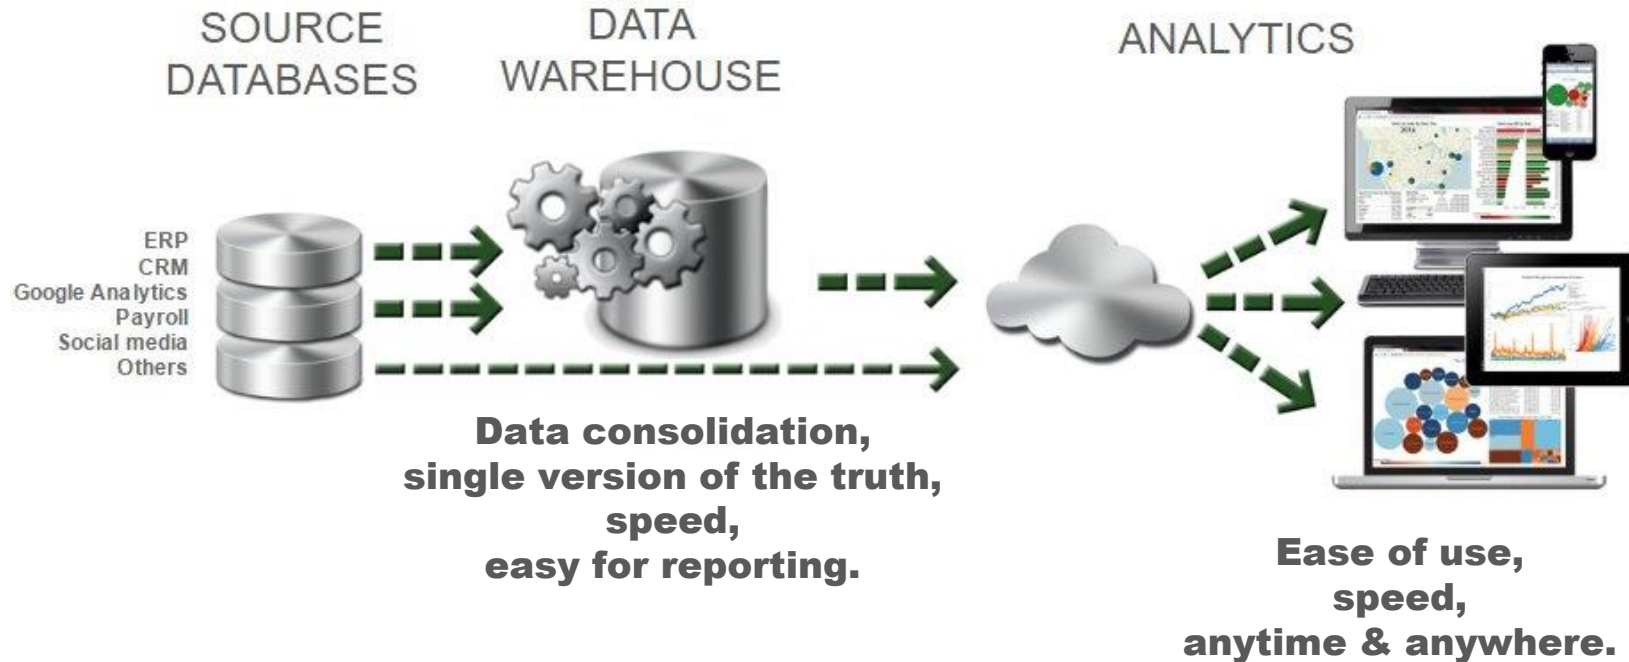 SOURCE
DATABASES
DATA
WAREHOUSE
ANALYTICS
ERP
CRM
Google Analytics
Payroll
Social media
Others
Data consolidation,
single version of the truth,
speed,
easy for reporting.
Ease of use,
speed,
anytime & anywhere.